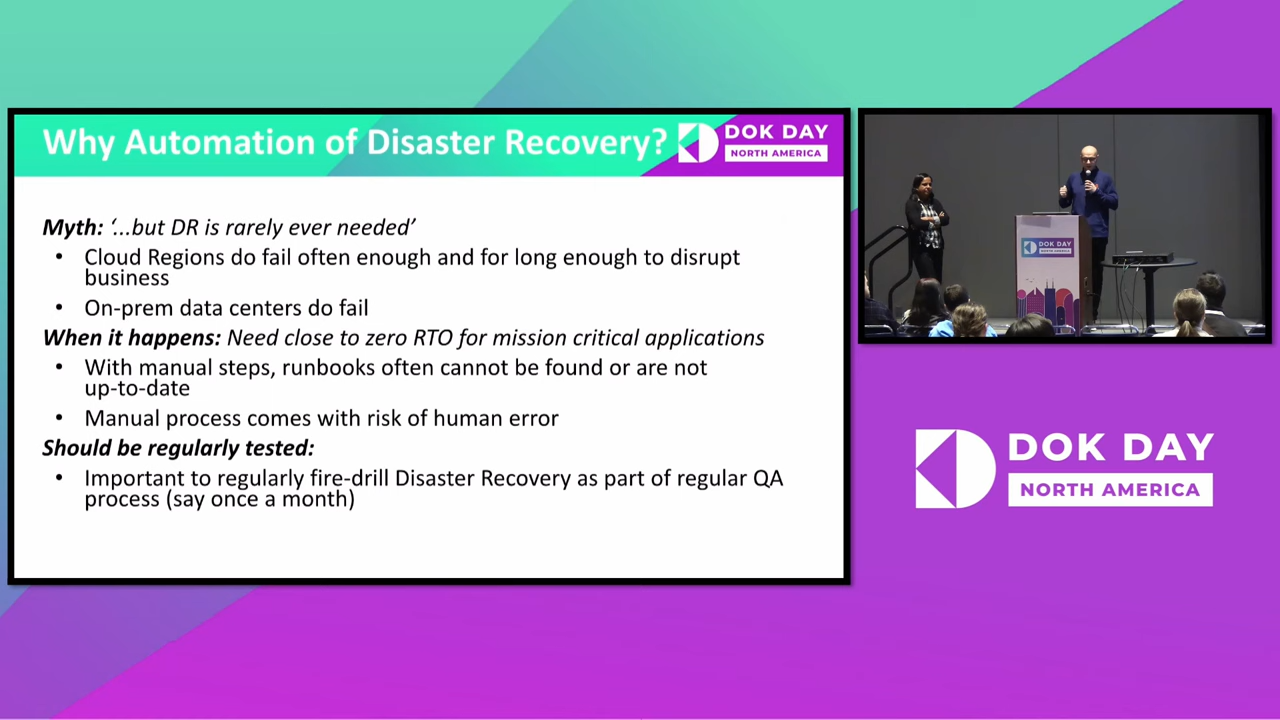 Why Automation of Disaster Recovery?
DOK DAY
NORTH AMERICA
Myth: ‘...but DR is rarely ever needed’
• Cloud Regions do fail often enough and for long enough to disrupt
business
• On-prem data centers do fail
When it happens: Need close to zero RTO for mission critical applications
• With manual steps, runbooks often cannot be found or are not
up-to-date
• Manual process comes with risk of human error
Should be regularly tested:
• Important to regularly fire-drill Disaster Recovery as part of regular QA
process (say once a month)
DOK DAY
NORTH AMERICA
DOK DAY
NORTH AMERICA